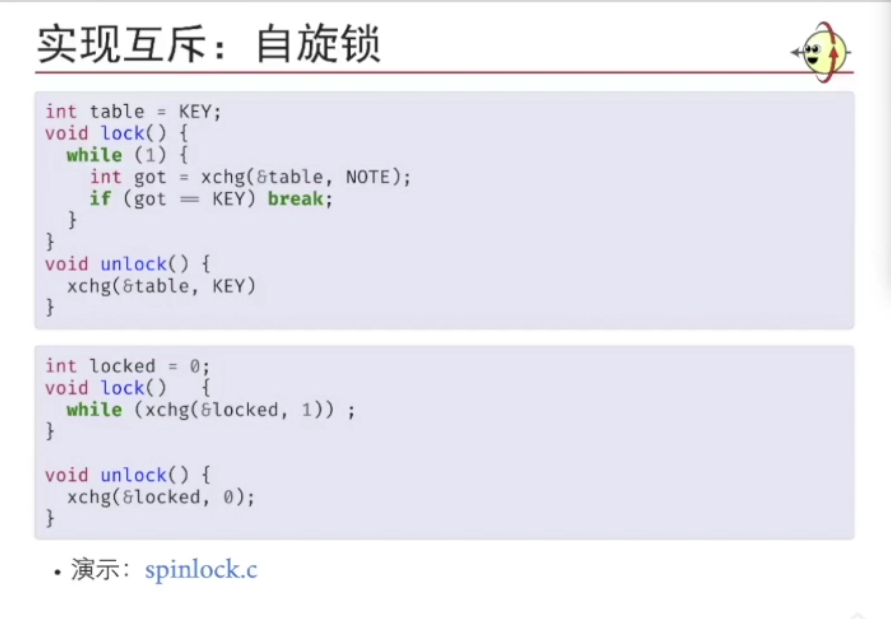 实现互斥：自旋锁
int table = KEY;
void lock() {
  while (1) {
    int got = xchg(&table, NOTE);
    if (got == KEY) break;
  }
}
void unlock() {
  xchg(&table, KEY)
}
int locked = 0;
void lock()   {
  while (xchg(&locked, 1)) ;
}
void unlock() {
  xchg(&locked, 0);
}
• 演示：spinlock.c